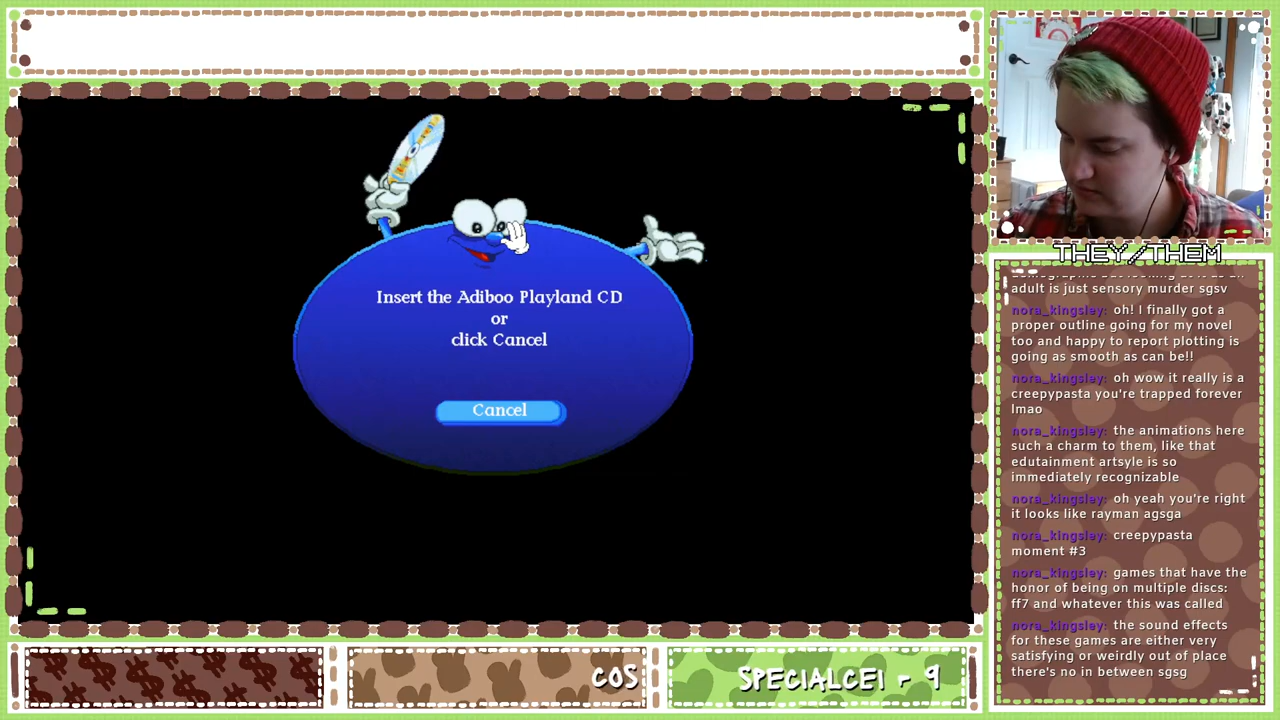 Insert the Adiboo Playland CD
or
click Cancel
Cancel
THEY/THEM
adult is just sensory murder sgsv
nora_kingsley: oh! I finally got a
proper outline going for my novel
too and happy to report plotting is
going as smooth as can be!!
nora_kingsley: oh wow it really is a
creepypasta you're trapped forever
lmao
nora_kingsley: the animations here
such a charm to them, like that
edutainment artsyle is so
immediately recognizable
nora_kingsley: oh yeah you're right
it looks like rayman agsga
nora_kingsley: creepypasta
moment #3
nora_kingsley: games that have the
honor of being on multiple discs:
ff7 and whatever this was called
nora_kingsley: the sound effects
for these games are either very
satisfying or weirdly out of place
there's no in between sgsg
COS
SPECIALCE1 - 9